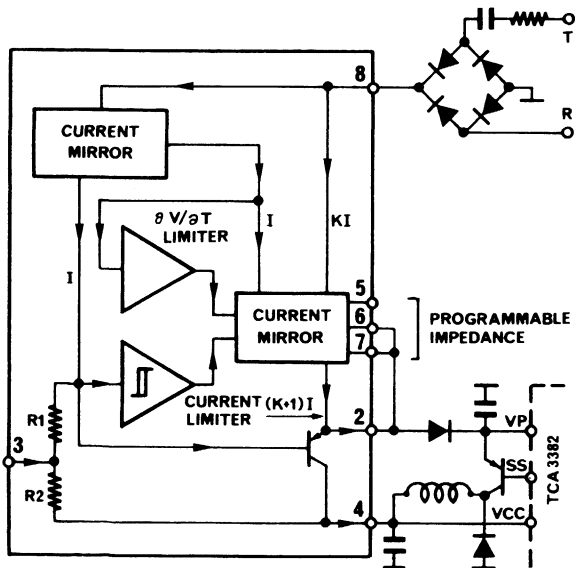 T
R
8
CURRENT
MIRROR
∂ V/∂T
LIMITER
I
KI
I
5
6
7
CURRENT
MIRROR
PROGRAMMABLE
IMPEDANCE
CURRENT (K+1) I
LIMITER
R1
3
R2
2
4
VP
SS
VCC
TCA 3382